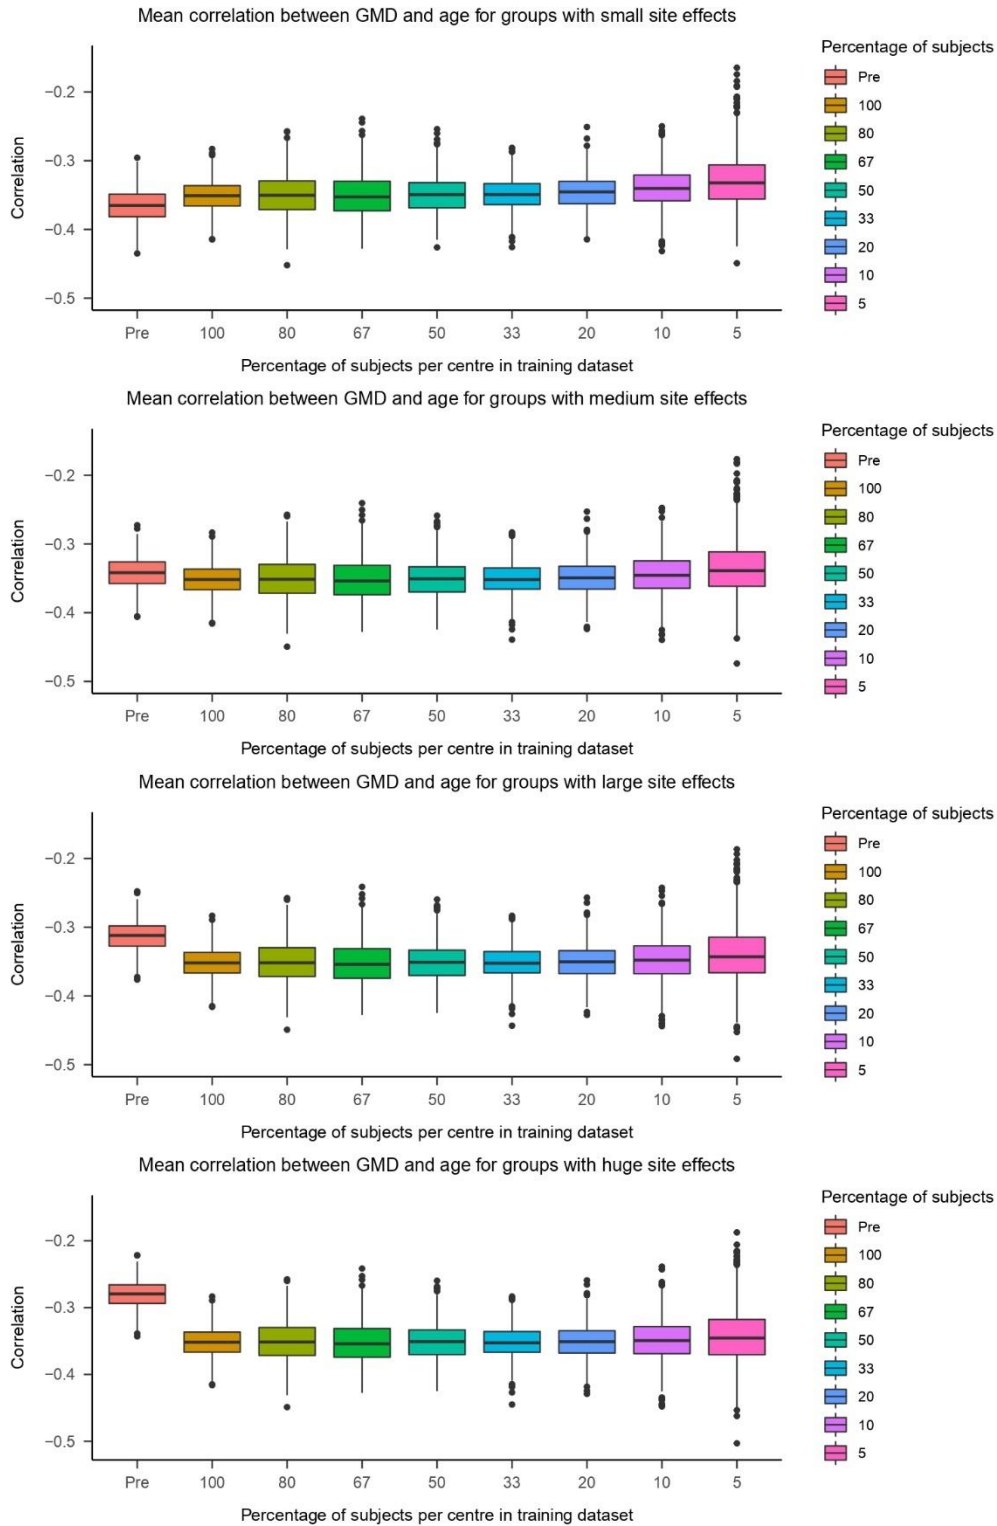 Mean correlation between GMD and age for groups with small site effects
Percentage of subjects
Pre
100
80
67
50
33
20
10
5
Correlation
−0.2
−0.3
−0.4
−0.5
Pre 100 80 67 50 33 20 10 5
Percentage of subjects per centre in training dataset
Mean correlation between GMD and age for groups with medium site effects
Percentage of subjects
Pre
100
80
67
50
33
20
10
5
Correlation
−0.2
−0.3
−0.4
−0.5
Pre 100 80 67 50 33 20 10 5
Percentage of subjects per centre in training dataset
Mean correlation between GMD and age for groups with large site effects
Percentage of subjects
Pre
100
80
67
50
33
20
10
5
Correlation
−0.2
−0.3
−0.4
−0.5
Pre 100 80 67 50 33 20 10 5
Percentage of subjects per centre in training dataset
Mean correlation between GMD and age for groups with huge site effects
Percentage of subjects
Pre
100
80
67
50
33
20
10
5
Correlation
−0.2
−0.3
−0.4
−0.5
Pre 100 80 67 50 33 20 10 5
Percentage of subjects per centre in training dataset